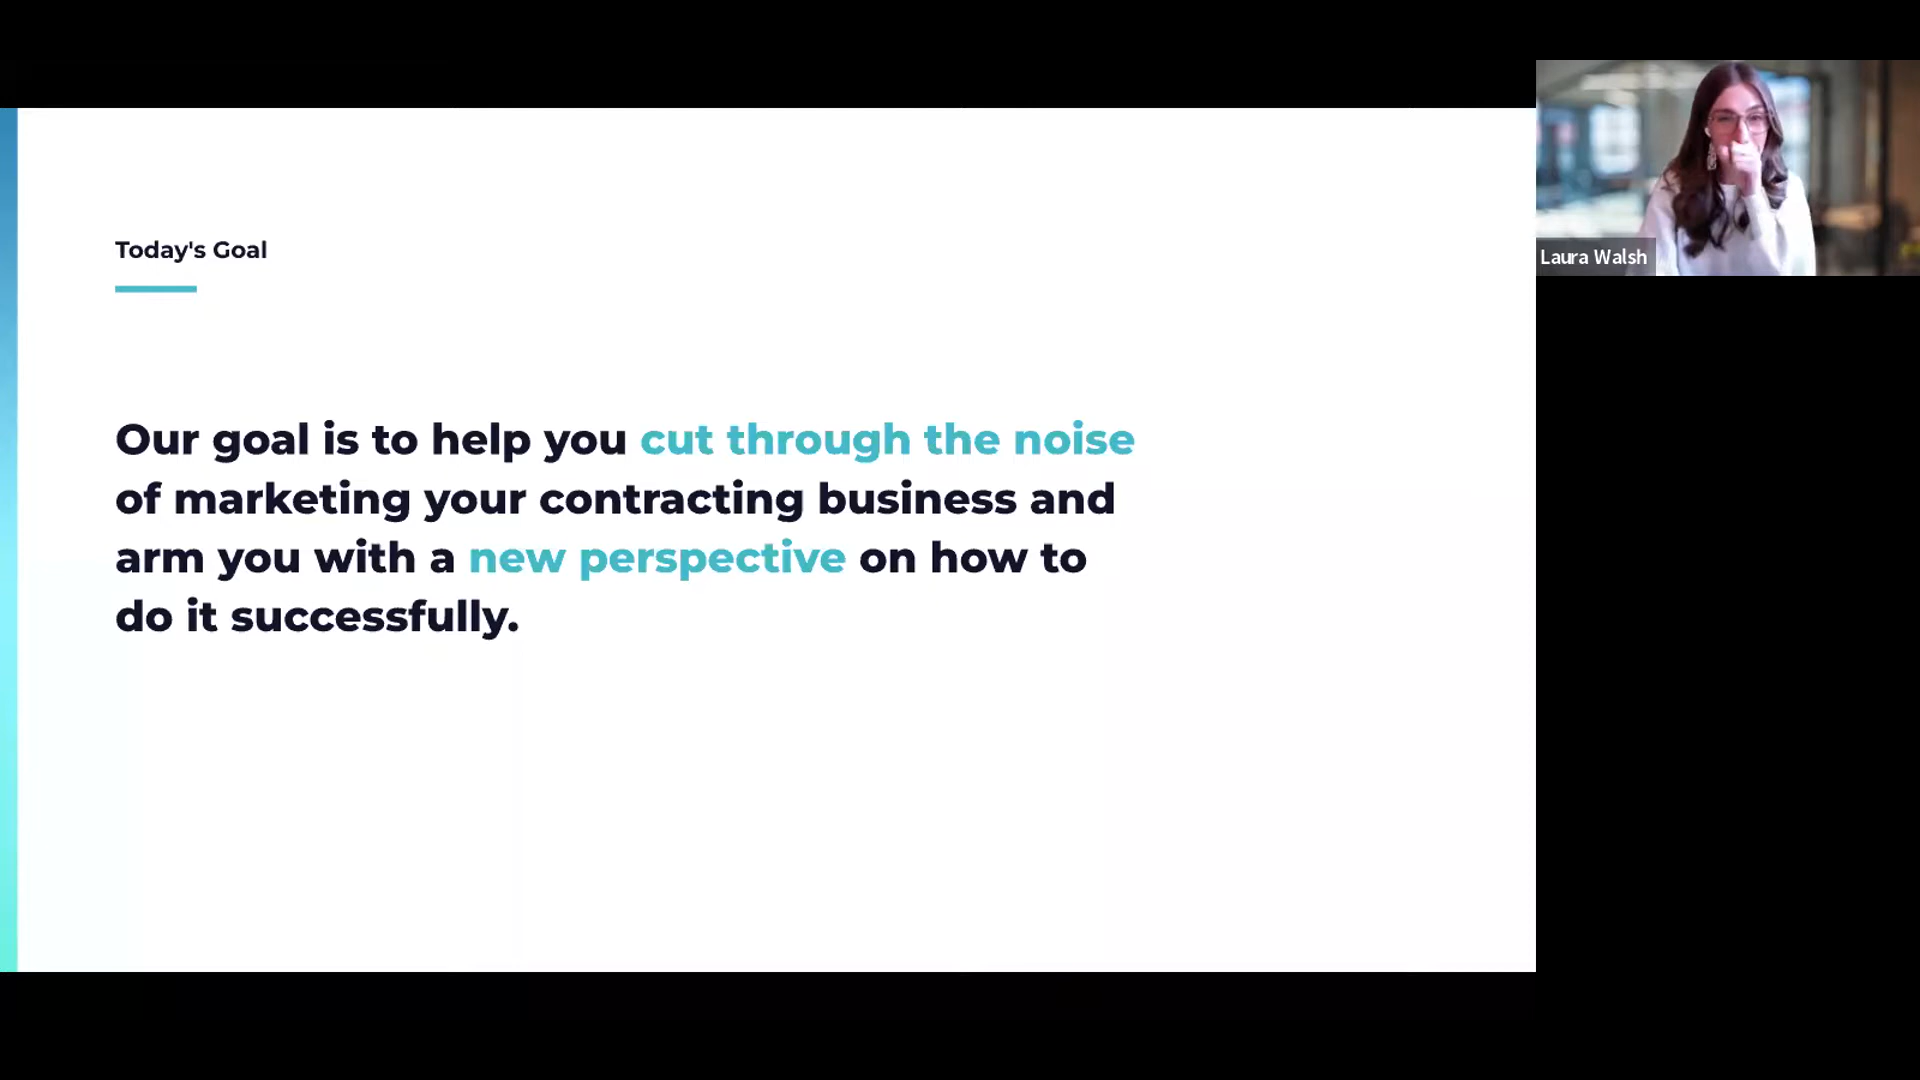 Today's Goal
Our goal is to help you cut through the noise
of marketing your contracting business and
arm you with a new perspective on how to
do it successfully.
Laura Walsh